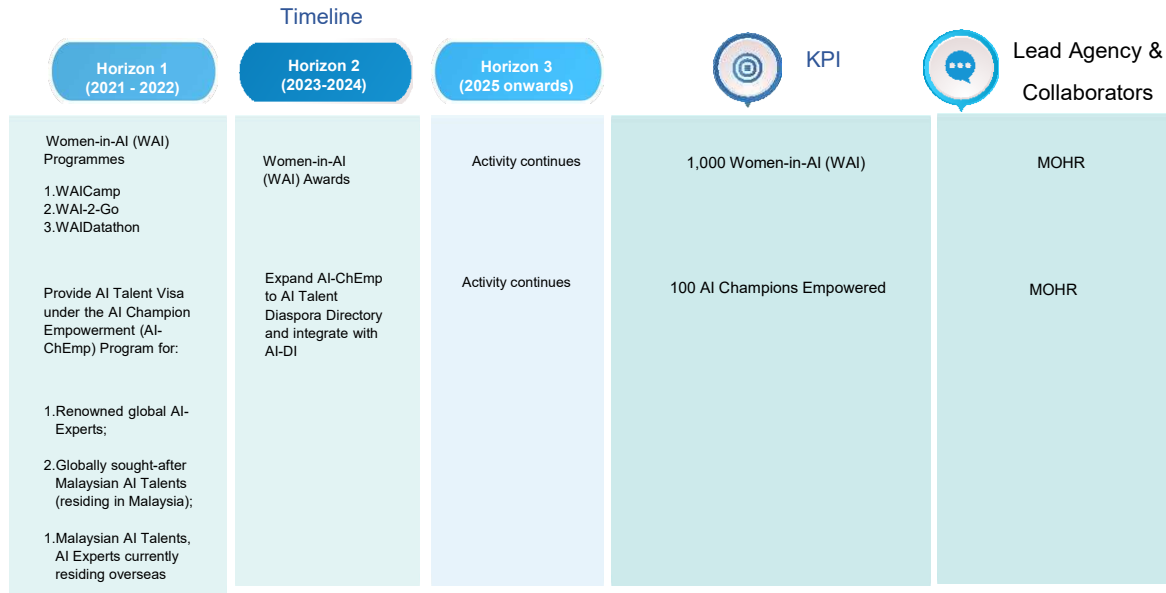 Timeline
Horizon 1
(2021 - 2022)
Horizon 2
(2023-2024)
Horizon 3
(2025 onwards)
KPI
Lead Agency &
Collaborators
Women-in-AI (WAI)
Programmes
1.WAICamp
2.WAI-2-Go
3.WAIDatathon
Women-in-AI
(WAI) Awards
Activity continues
1,000 Women-in-AI (WAI)
MOHR
Provide AI Talent Visa
under the AI Champion
Empowerment (AI-
ChEmp) Program for:
1.Renowned global AI-
Experts;
2.Globally sought-after
Malaysian AI Talents
(residing in Malaysia);
1.Malaysian AI Talents,
AI Experts currently
residing overseas
Expand AI-ChEmp
to AI Talent
Diaspora Directory
and integrate with
AI-DI
Activity continues
100 AI Champions Empowered
MOHR